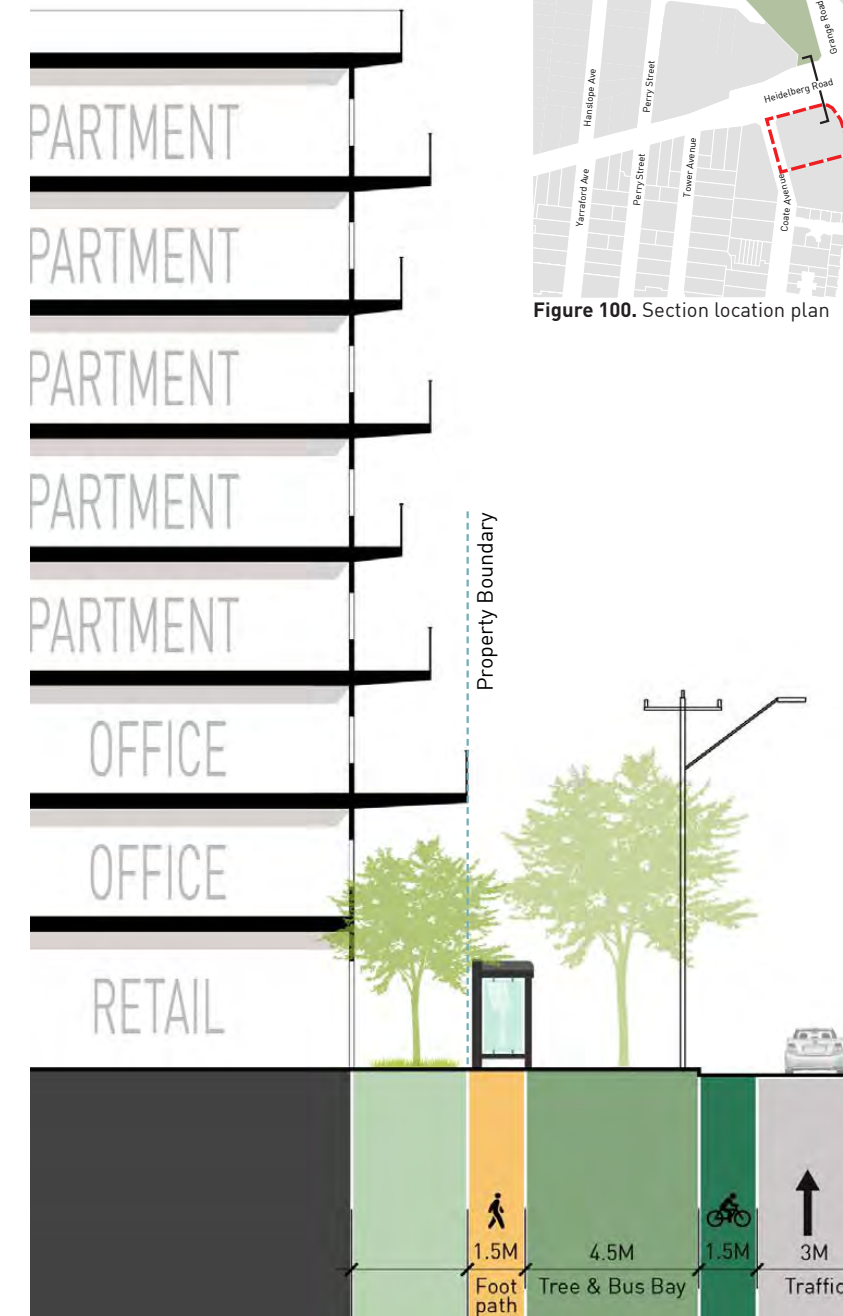 PARTMENT
PARTMENT
PARTMENT
PARTMENT
PARTMENT
OFFICE
OFFICE
RETAIL
Property Boundary
Hanslope Ave
Perry Street
Heidelberg Road
Grange Road
Yarraford Ave
Perry Street
Tower Avenue
Coate Avenue
Figure 100. Section location plan
1.5M
4.5M
1.5M
3M
Foot
path
Tree & Bus Bay
Traffic